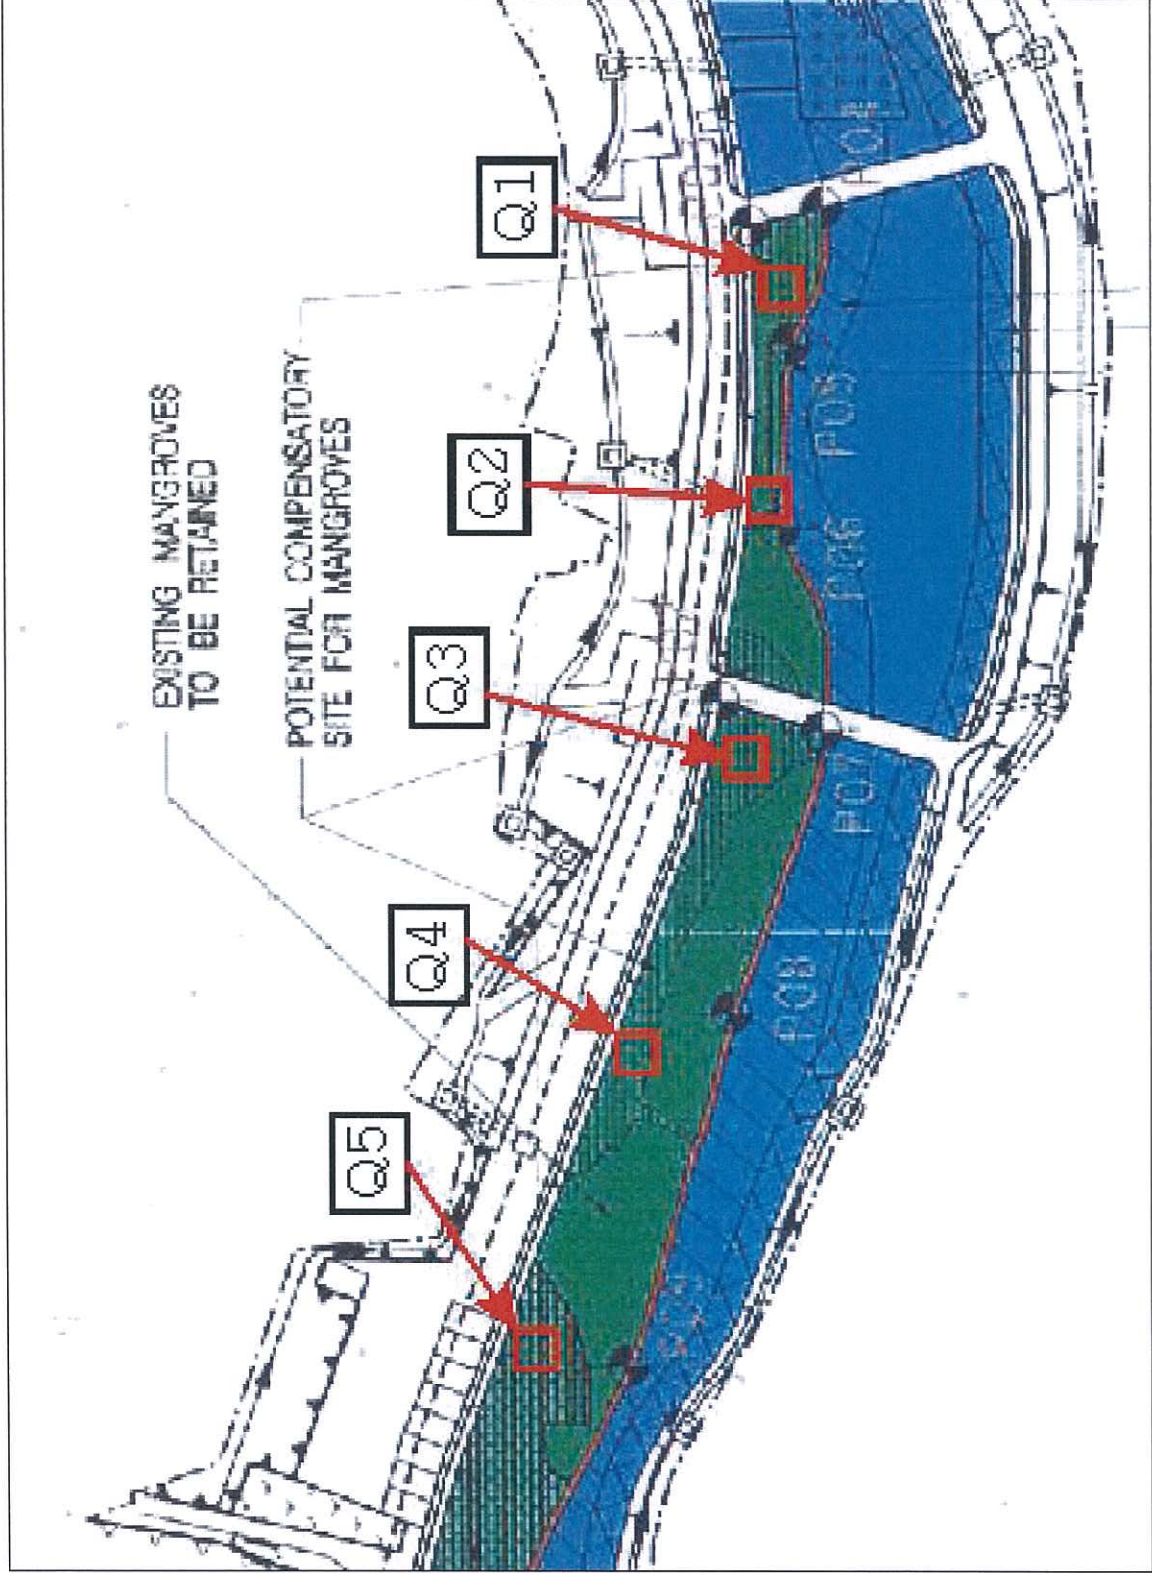 EXISTING MANGROVES
TO BE RETAINED
POTENTIAL COMPENSATORY
SITE FOR MANGROVES
Q5
Q4
Q3
Q2
Q1
P08
P07
P06
P05